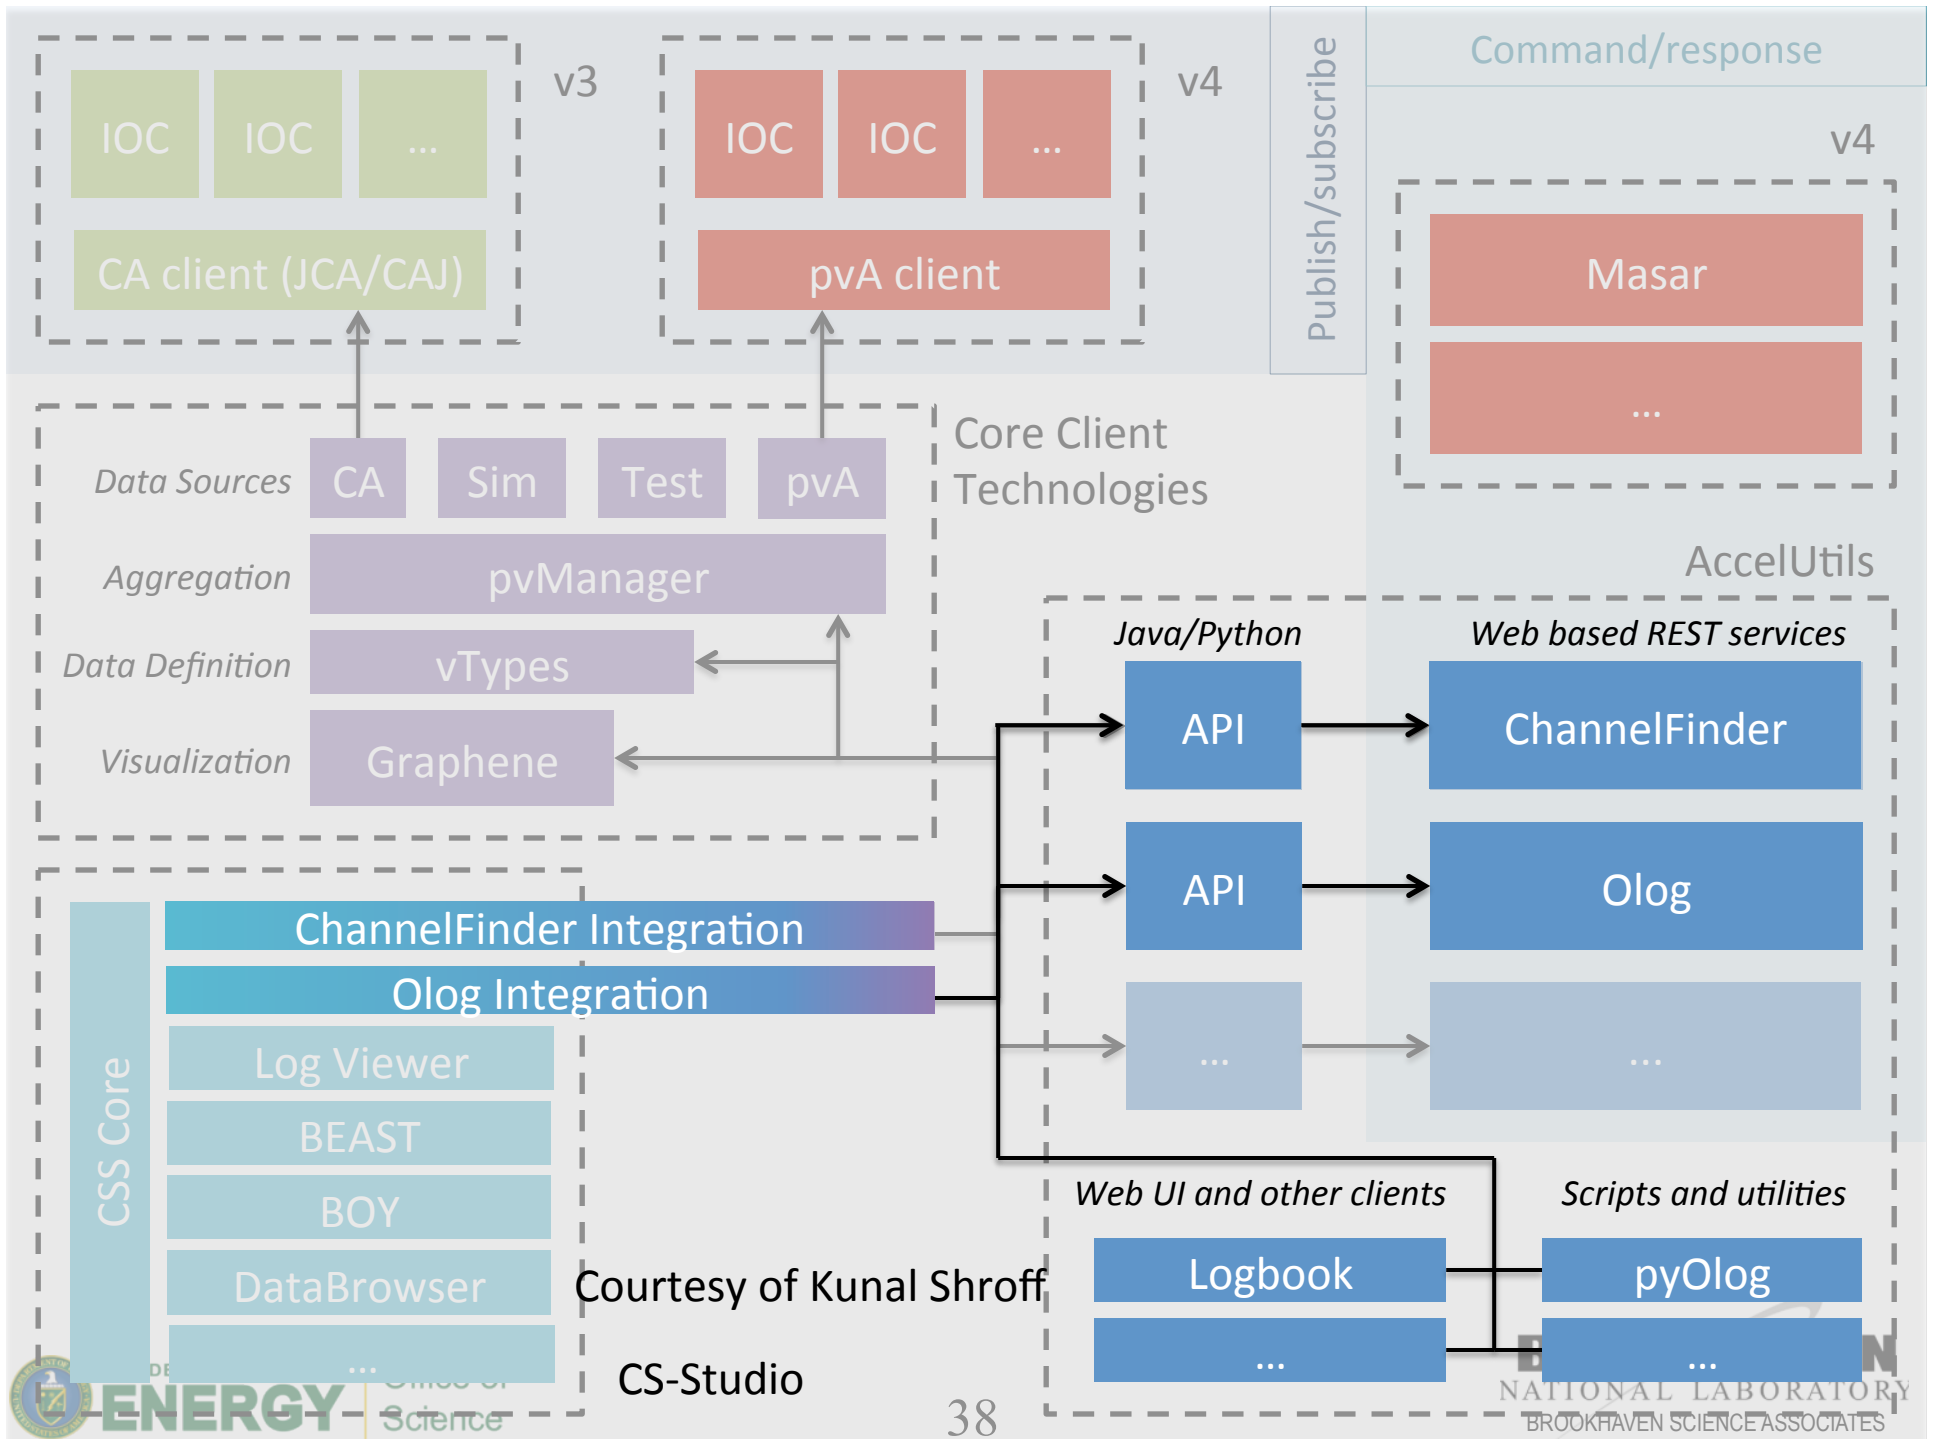 v3
IOC
IOC
...
CA client (JCA/CAJ)
v4
IOC
IOC
...
pvA client
Publish/subscribe
Command/response
v4
Masar
...
Core Client
Technologies
Data Sources
CA
Sim
Test
pvA
Aggregation
pvManager
Data Definition
vTypes
Visualization
Graphene
AccelUtils
Java/Python
Web based REST services
API
ChannelFinder
API
Olog
...
...
CSS Core
ChannelFinder Integration
Olog Integration
Log Viewer
BEAST
BOY
DataBrowser
...
Web UI and other clients
Scripts and utilities
Logbook
pyOlog
...
...
Courtesy of Kunal Shroff
CS-Studio
ENERGY
Office of
Science
38
NATIONAL LABORATORY
BROOKHAVEN SCIENCE ASSOCIATES